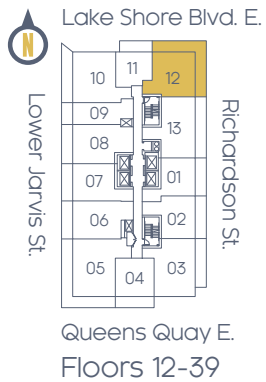 Lake Shore Blvd. E.
N
11
10
12
09
13
08
Lower Jarvis St.
Richardson St.
07
01
06
02
05
04
03
Queens Quay E.
Floors 12-39